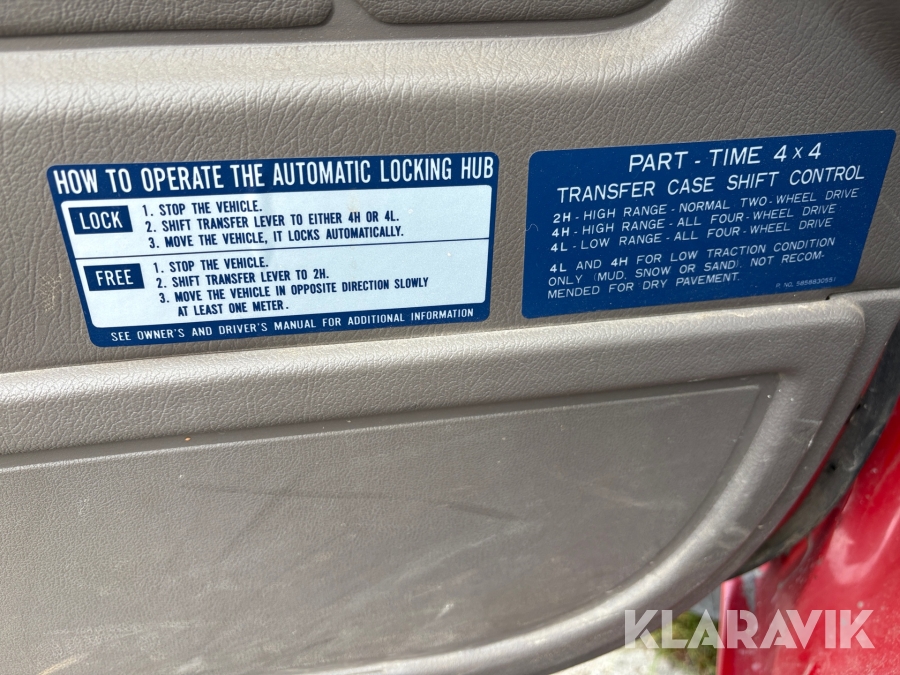 HOW TO OPERATE THE AUTOMATIC LOCKING HUB
LOCK
1. STOP THE VEHICLE.
2. SHIFT TRANSFER LEVER TO EITHER 4H OR 4L.
3. MOVE THE VEHICLE, IT LOCKS AUTOMATICALLY.
FREE
1. STOP THE VEHICLE.
2. SHIFT TRANSFER LEVER TO 2H.
3. MOVE THE VEHICLE IN OPPOSITE DIRECTION SLOWLY
AT LEAST ONE METER.
SEE OWNER'S AND DRIVER'S MANUAL FOR ADDITIONAL INFORMATION
PART - TIME 4x4
TRANSFER CASE SHIFT CONTROL
2H - HIGH RANGE - NORMAL TWO-WHEEL DRIVE
4H - HIGH RANGE - ALL FOUR-WHEEL DRIVE
4L - LOW RANGE - ALL FOUR-WHEEL DRIVE
4L AND 4H FOR LOW TRACTION CONDITION
ONLY (MUD, SNOW OR SAND). NOT RECOM-
MENDED FOR DRY PAVEMENT.
P. NO. 5858830551
KLARAVIK